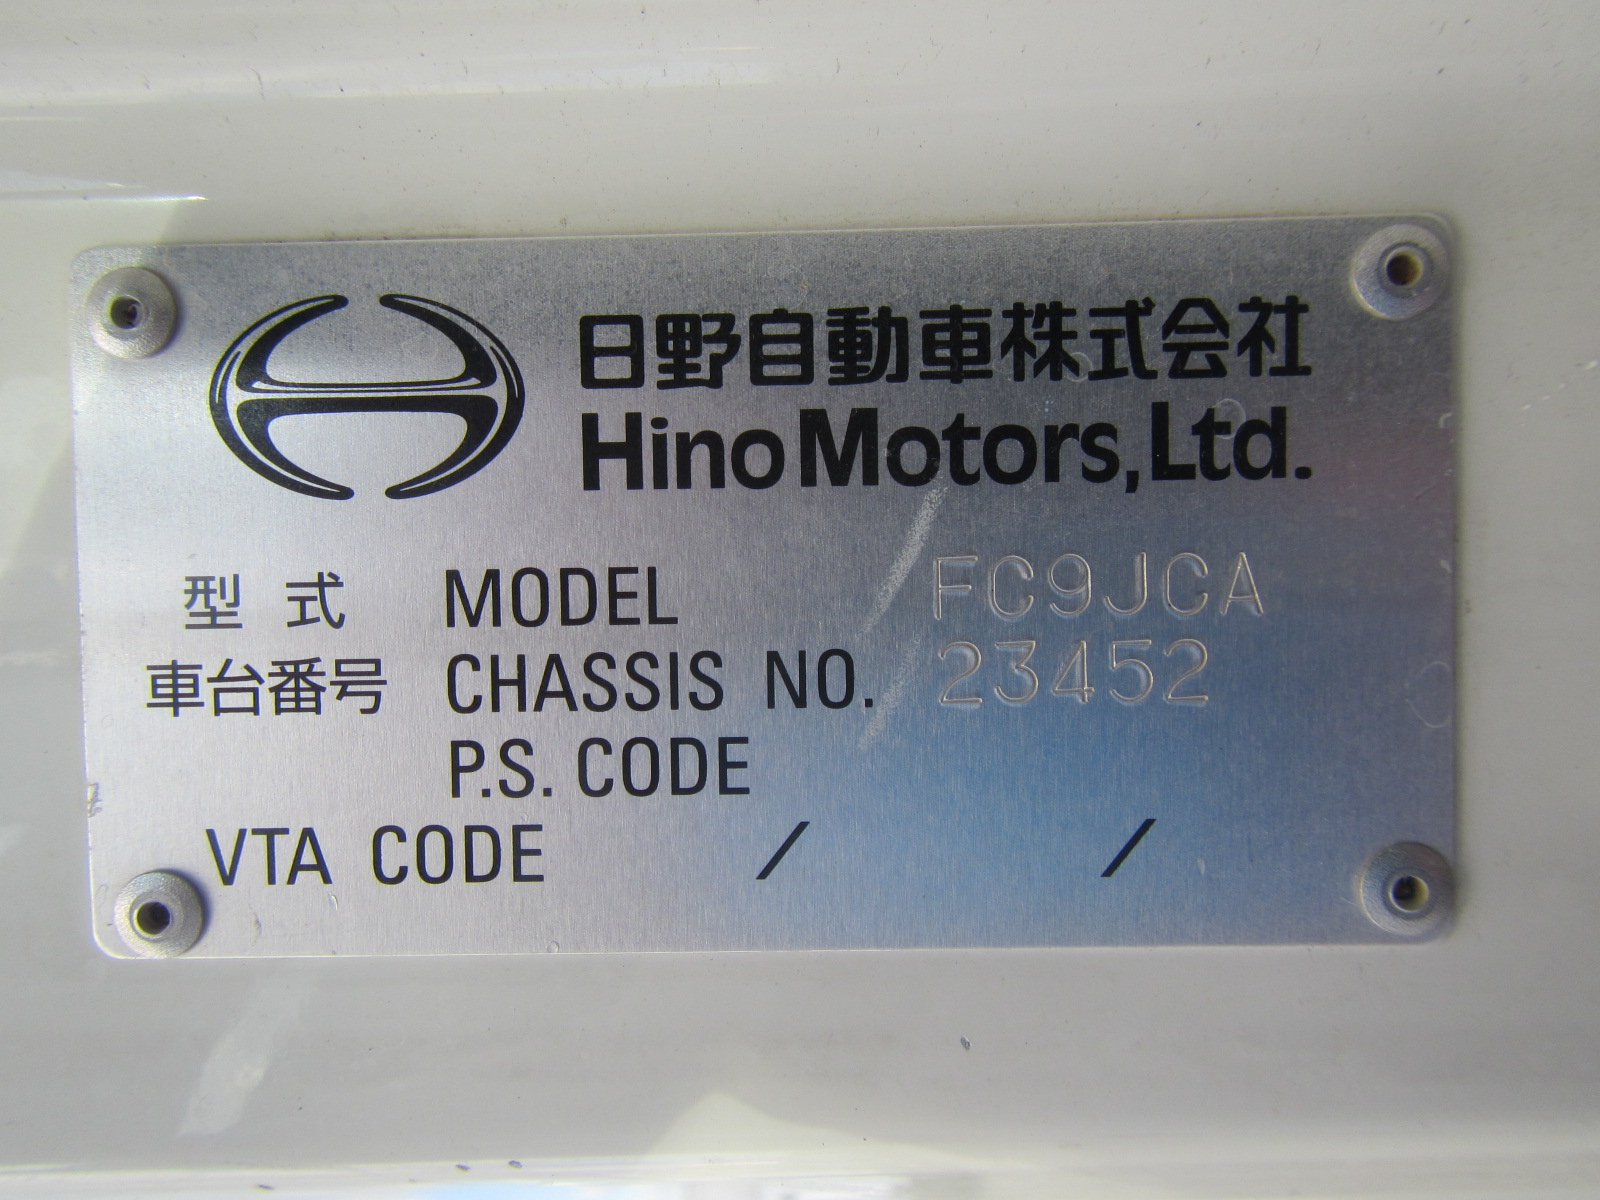 日野自動車株式会社
Hino Motors, Ltd.
型 式 MODEL FC9JCA
車台番号 CHASSIS NO. 23452
P.S. CODE
VTA CODE / /